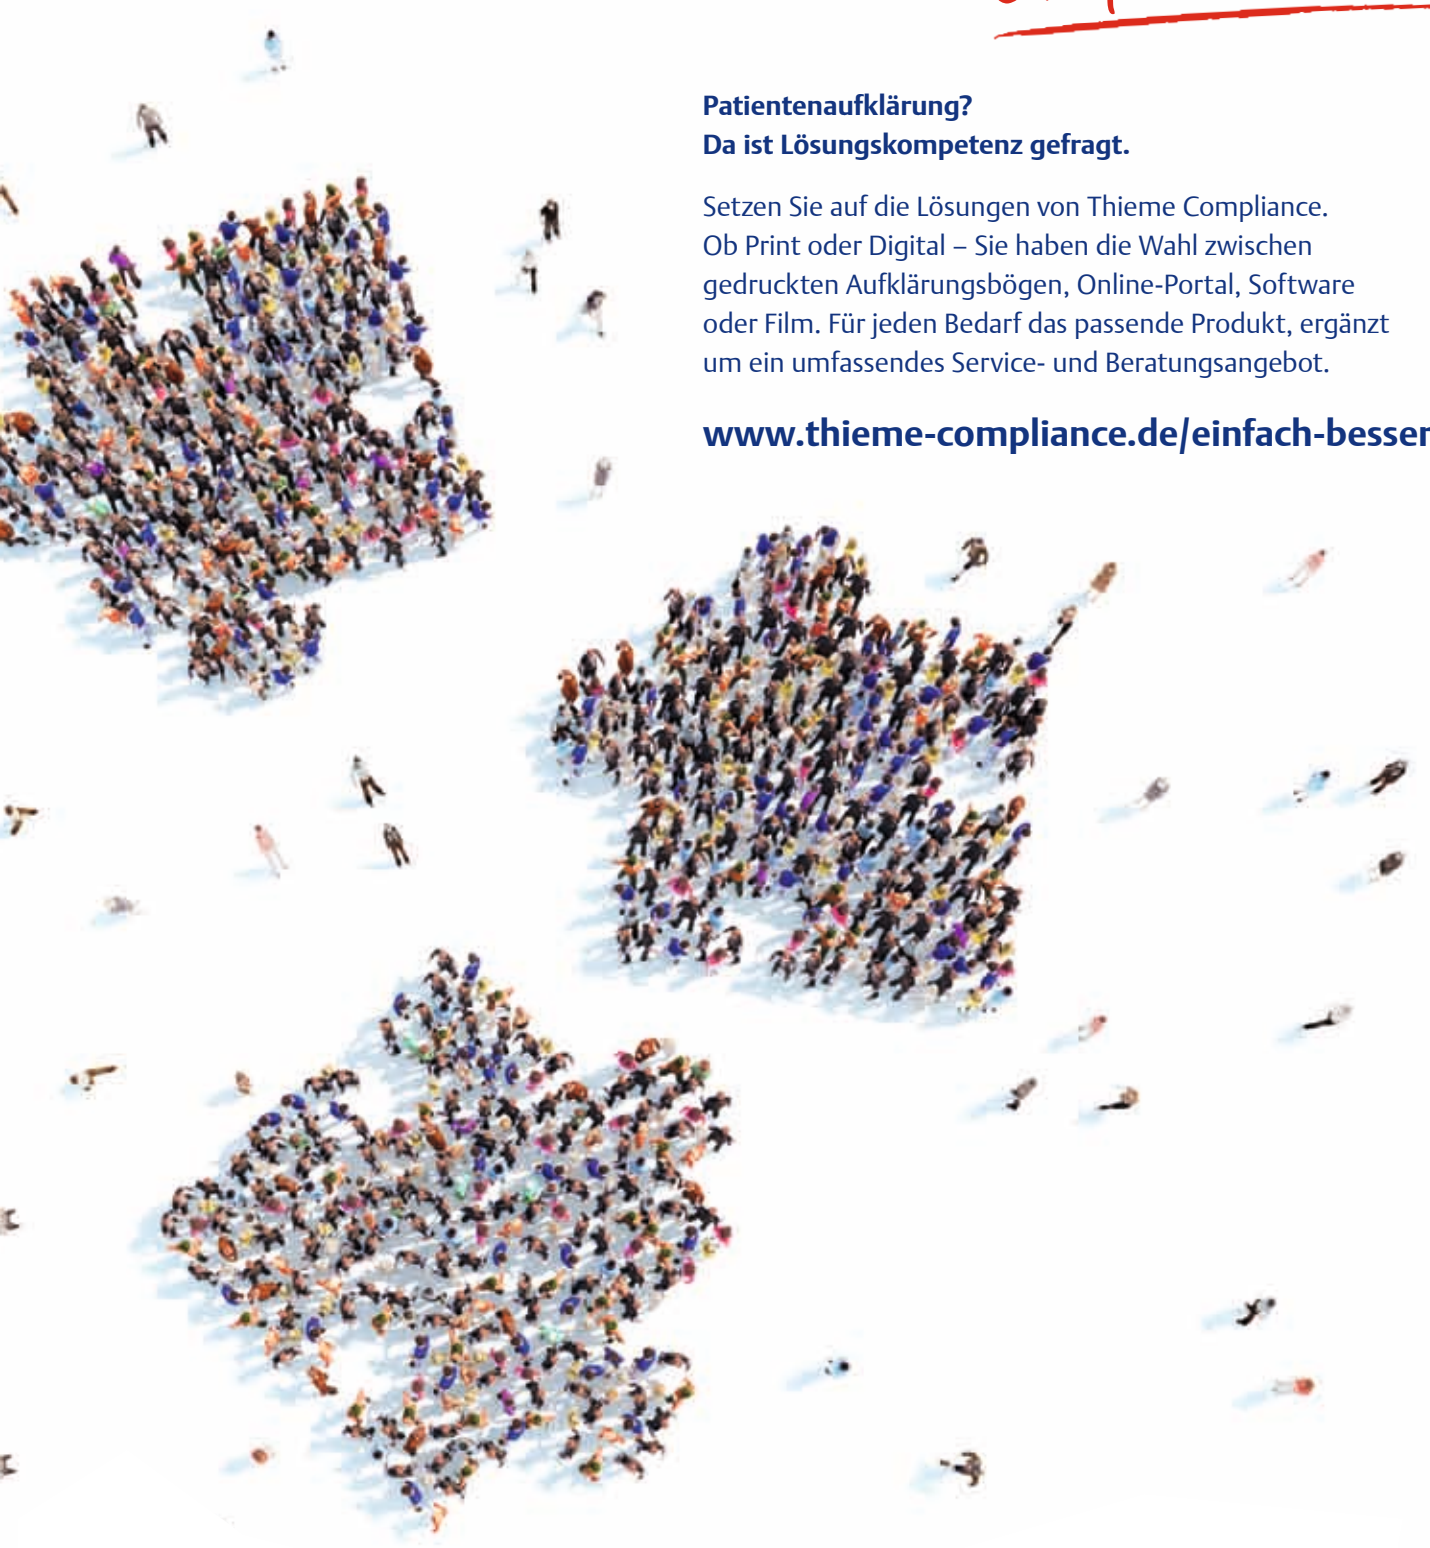 Patientenaufklärung?
Da ist Lösungskompetenz gefragt.
Setzen Sie auf die Lösungen von Thieme Compliance.
Ob Print oder Digital – Sie haben die Wahl zwischen
gedruckten Aufklärungsbögen, Online-Portal, Software
oder Film. Für jeden Bedarf das passende Produkt, ergänzt
um ein umfassendes Service- und Beratungsangebot.
www.thieme-compliance.de/einfach-besser